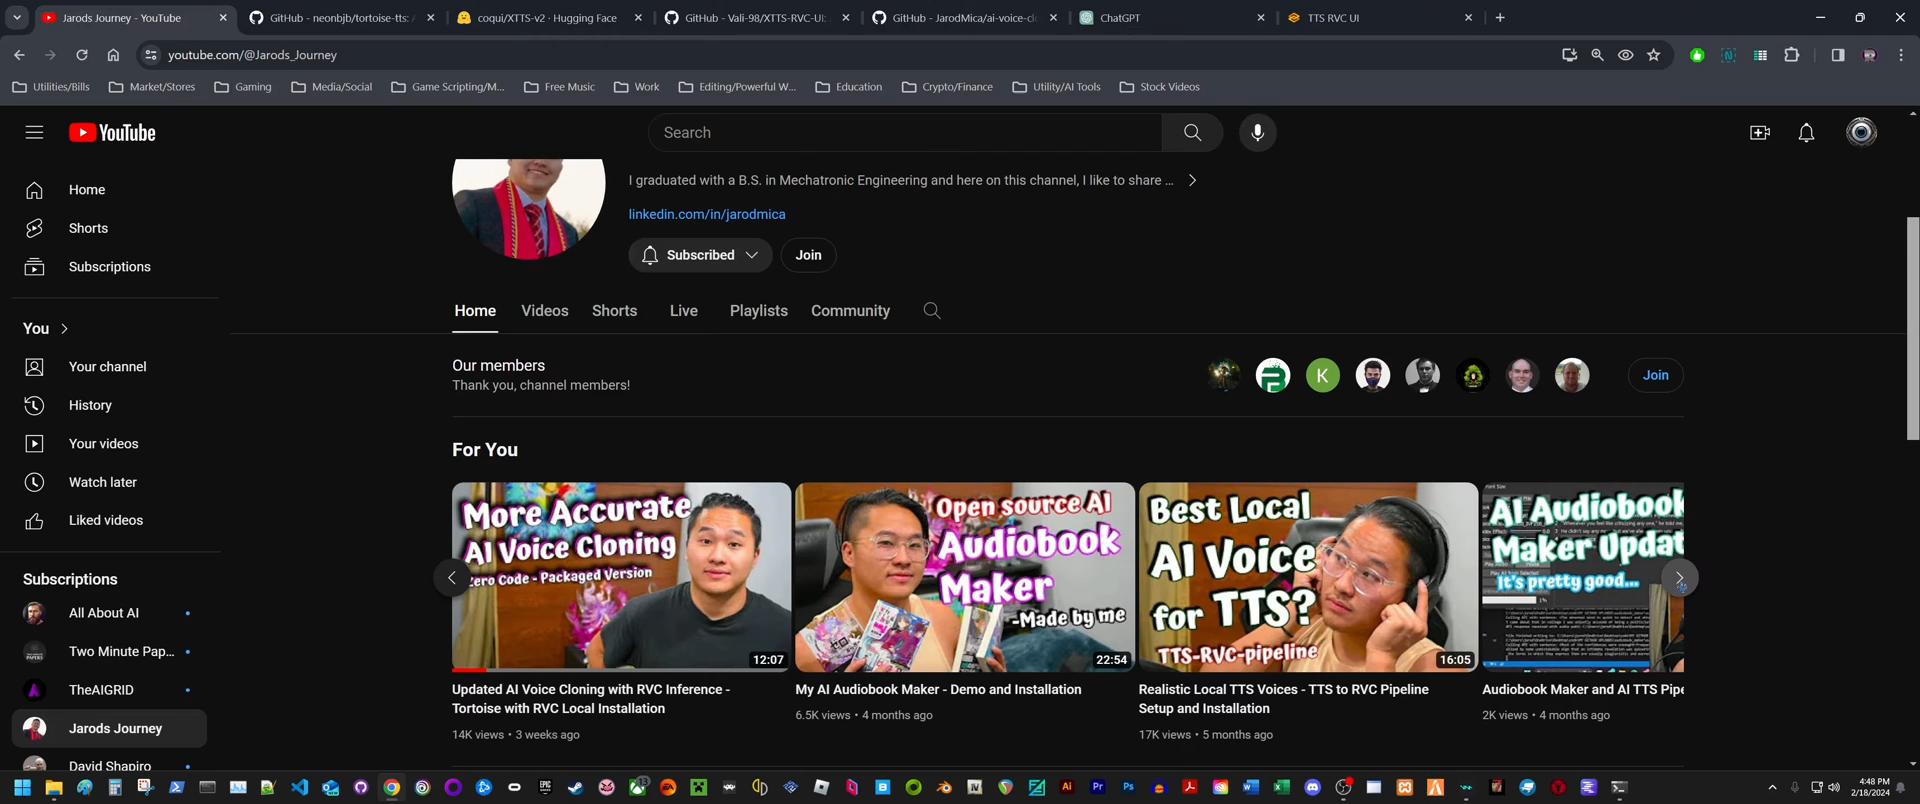 Jarods Journey - YouTube
GitHub - neonbjb/tortoise-tts: A
coqui/XTTS-v2 · Hugging Face
GitHub - Vali-98/XTTS-RVC-UI:
GitHub - JarodMica/ai-voice-cl
ChatGPT
TTS RVC UI
youtube.com/@Jarods_Journey
Utilities/Bills
Market/Stores
Gaming
Media/Social
Game Scripting/M...
Free Music
Work
Editing/Powerful W...
Education
Crypto/Finance
Utility/AI Tools
Stock Videos
YouTube
Search
Home
Shorts
Subscriptions
You
Your channel
History
Your videos
Watch later
Liked videos
Subscriptions
All About AI
Two Minute Pap...
TheAIGRID
Jarods Journey
David Shapiro
I graduated with a B.S. in Mechatronic Engineering and here on this channel, I like to share ...
linkedin.com/in/jarodmica
Subscribed
Join
Home
Videos
Shorts
Live
Playlists
Community
Our members
Thank you, channel members!
K
Join
For You
More Accurate
AI Voice Cloning
Zero Code - Packaged Version
12:07
Updated AI Voice Cloning with RVC Inference -
Tortoise with RVC Local Installation
14K views • 3 weeks ago
Open source AI
Audiobook
Maker
-Made by me
22:54
My AI Audiobook Maker - Demo and Installation
6.5K views • 4 months ago
Best Local
AI Voice
for TTS?
TTS-RVC-pipeline
16:05
Realistic Local TTS Voices - TTS to RVC Pipeline
Setup and Installation
17K views • 5 months ago
AI Audiobook
Maker Updat
It's pretty good...
Audiobook Maker and AI TTS Pipe
2K views • 4 months ago
4:48 PM
2/18/2024